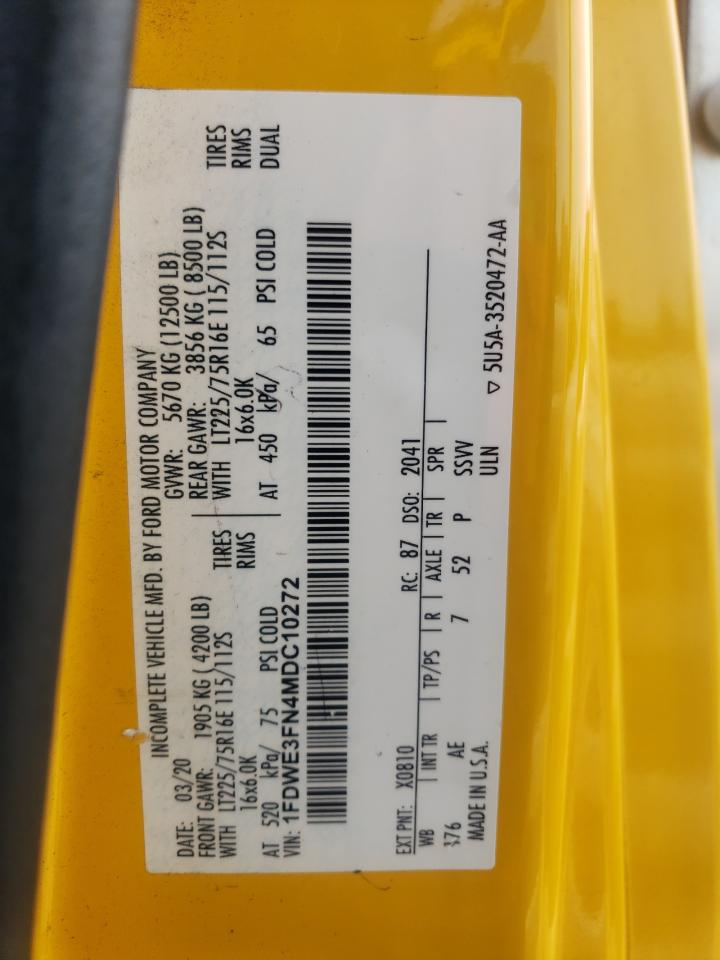 INCOMPLETE VEHICLE MFD. BY FORD MOTOR COMPANY
DATE: 03/20 GVWR: 5670 KG (12500 LB)
FRONT GAWR: 1905 KG ( 4200 LB) REAR GAWR: 3856 KG ( 8500 LB)
WITH LT225/75R16E 115/112S TIRES WITH LT225/75R16E 115/112S TIRES
16x6.0K RIMS 16x6.0K RIMS
AT 520 kPa/ 75 PSI COLD AT 450 kPa/ 65 PSI COLD DUAL
VIN: 1FDWE3FN4MDC10272
EXT PNT: X0810 RC: 87 DSO: 2041
WB | INT TR | TP/PS | R | AXLE | TR | SPR |
176 AE 7 52 P SSVV
MADE IN U.S.A. ULN
▽ 5U5A-3520472-AA